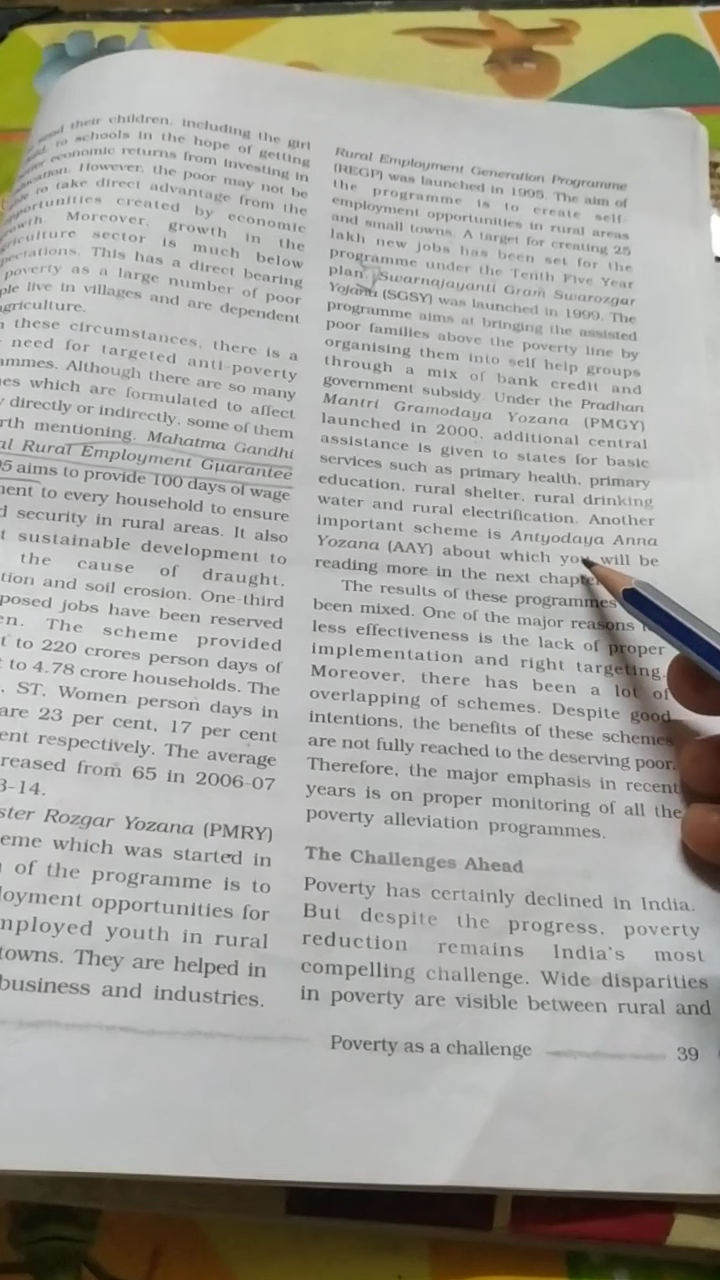 send their children, including the girl
to schools in the hope of getting
economic returns from investing in
However, the poor may not be
to take direct advantage from the
opportunities created by economic
growth. Moreover, growth in the
agriculture sector is much below
expectations. This has a direct bearing
poverty as a large number of poor
ple live in villages and are dependent
agriculture.
these circumstances, there is a
need for targeted anti-poverty
ammes. Although there are so many
es which are formulated to affect
directly or indirectly, some of them
rth mentioning. Mahatma Gandhi
al Rural Employment Guarantee
05 aims to provide 100 days of wage
ment to every household to ensure
d security in rural areas. It also
t sustainable development to
the cause of draught,
tion and soil erosion. One-third
posed jobs have been reserved
en. The scheme provided
t to 220 crores person days of
t to 4.78 crore households. The
, ST, Women person days in
are 23 per cent, 17 per cent
ent respectively. The average
reased from 65 in 2006-07
3-14.
ster Rozgar Yozana (PMRY)
eme which was started in
of the programme is to
loyment opportunities for
mployed youth in rural
towns. They are helped in
business and industries.
Rural Employment Generation Programme
(REGP) was launched in 1995. The aim of
the programme is to create self-
employment opportunities in rural areas
and small towns. A target for creating 25
lakh new jobs has been set for the
programme under the Tenth Five Year
plan. Swarnajayanti Gram Swarozgar
Yojana (SGSY) was launched in 1999. The
programme aims at bringing the assisted
poor families above the poverty line by
organising them into self help groups
through a mix of bank credit and
government subsidy. Under the Pradhan
Mantri Gramodaya Yozana (PMGY)
launched in 2000, additional central
assistance is given to states for basic
services such as primary health, primary
education, rural shelter, rural drinking
water and rural electrification. Another
important scheme is Antyodaya Anna
Yozana (AAY) about which you will be
reading more in the next chapte
The results of these programmes
been mixed. One of the major reasons
less effectiveness is the lack of proper
implementation and right targeting.
Moreover, there has been a lot of
overlapping of schemes. Despite good
intentions, the benefits of these schemes
are not fully reached to the deserving poor.
Therefore, the major emphasis in recent
years is on proper monitoring of all the
poverty alleviation programmes.
The Challenges Ahead
Poverty has certainly declined in India.
But despite the progress, poverty
reduction remains India's most
compelling challenge. Wide disparities
in poverty are visible between rural and
Poverty as a challenge 39